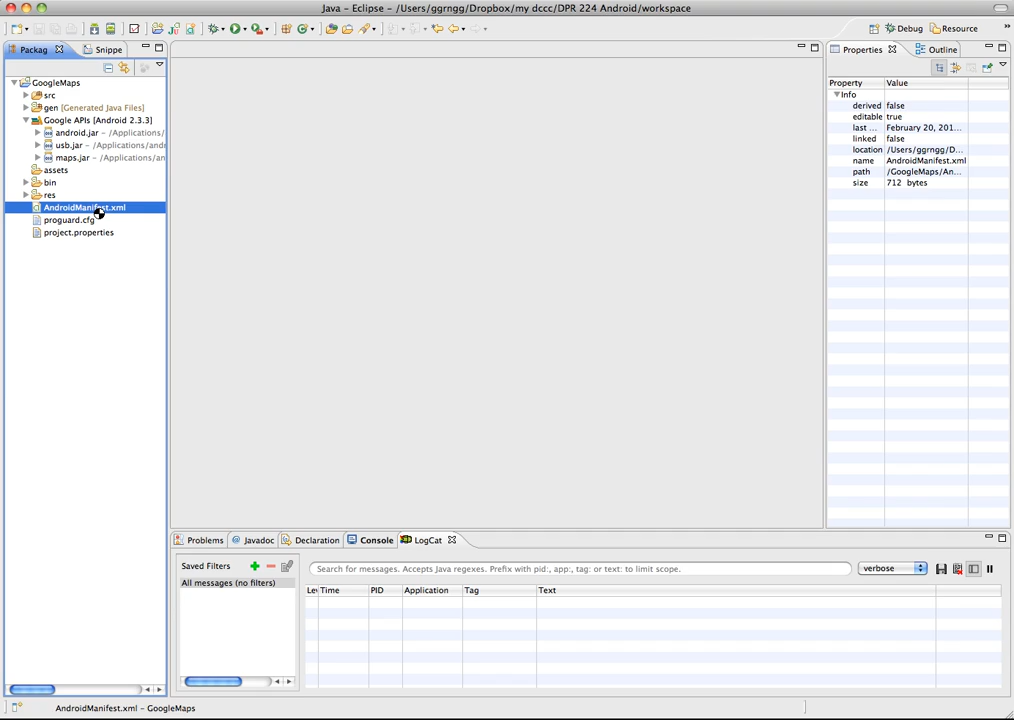 Java – Eclipse – /Users/ggrngg/Dropbox/my dccc/DPR 224 Android/workspace
Debug
Resource
»
Packag
Snippe
GoogleMaps
src
gen [Generated Java Files]
Google APIs [Android 2.3.3]
android.jar – /Applications/
usb.jar – /Applications/andr
maps.jar – /Applications/an
assets
bin
res
AndroidManifest.xml
proguard.cfg
project.properties
Properties
Outline
Property Value
Info
derived false
editable true
last ... February 20, 201...
linked false
location /Users/ggrngg/D...
name AndroidManifest.xml
path /GoogleMaps/An...
size 712 bytes
Problems
@ Javadoc
Declaration
Console
LogCat
Saved Filters
All messages (no filters)
Search for messages. Accepts Java regexes. Prefix with pid:, app:, tag: or text: to limit scope.
verbose
Le Time PID Application Tag Text
AndroidManifest.xml – GoogleMaps